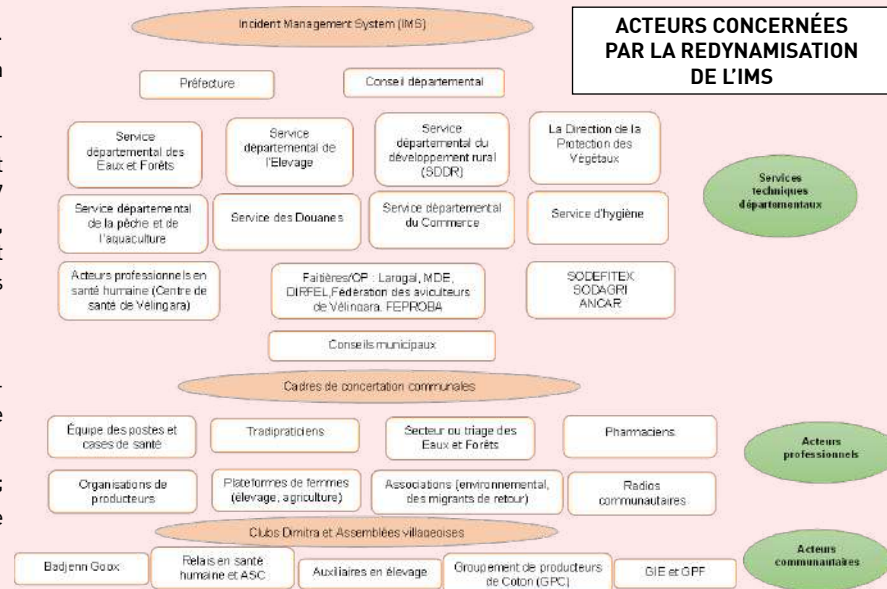 ACTEURS CONCERNÉES
PAR LA REDYNAMISATION
DE L'IMS
Incident Management System (IMS)
Préfecture
Conseil départemental
Service
départemental des
Eaux et Forêts
Service
départemental de
l'Elevage
Service
départemental du
développement rural
(SDDR)
La Direction de la
Protection des
Végétaux
Services
techniques
départementaux
Service départemental
de la pêche et de
l'aquaculture
Service des Douanes
Service départemental
du Commerce
Service d'hygiène
Acteurs professionnels en
santé humaine (Centre de
santé de Vélingara)
Faitières/OP : Laragal, MDE,
DIRFEL,Fédération des aviculteurs
de Vélingara, FEPROBA
SODEFITEX
SODAGRI
ANCAR
Conseils municipaux
Cadres de concertation communales
Équipe des postes et
cases de santé
Tradipraticiens
Secteur ou triage des
Eaux et Forêts
Pharmaciens
Acteurs
professionnels
Organisations de
producteurs
Plateformes de femmes
(élevage, agriculture)
Associations (environnemental,
des migrants de retour)
Radios
communautaires
Clubs Dimitra et Assemblées villageoises
Badjenn Goox
Relais en santé
humaine et ASC
Auxiliaires en élevage
Groupement de producteurs
de Coton (GPC)
GIE et GPF
Acteurs
communautaires